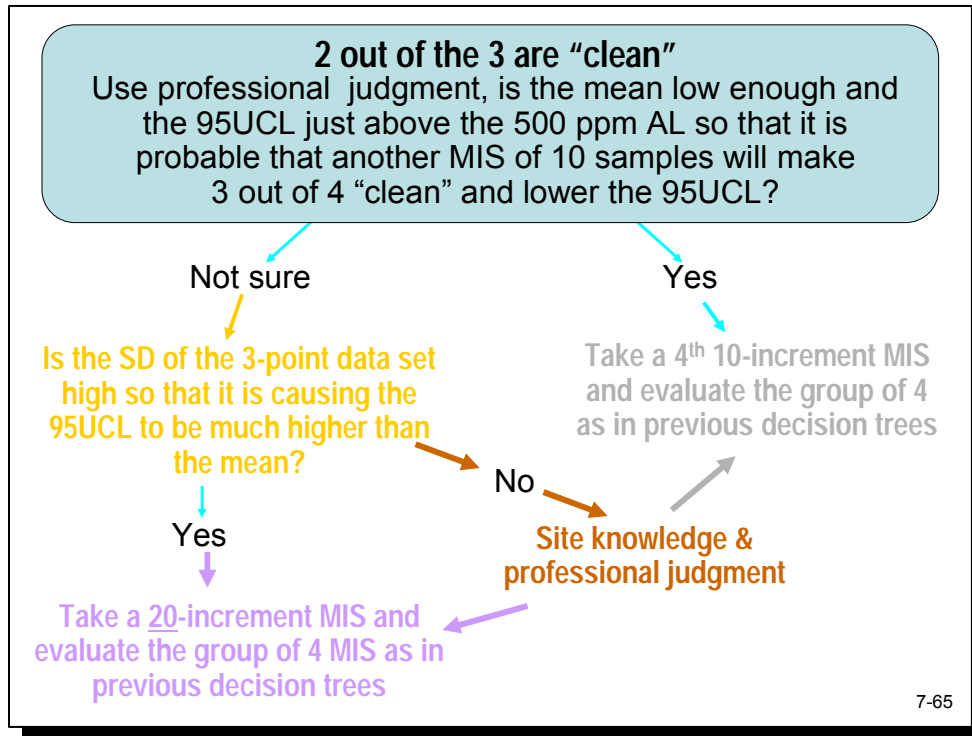 2 out of the 3 are “clean”
Use professional judgment, is the mean low enough and
the 95UCL just above the 500 ppm AL so that it is
probable that another MIS of 10 samples will make
3 out of 4 “clean” and lower the 95UCL?
Not sure
Yes
Is the SD of the 3-point data set
high so that it is causing the
95UCL to be much higher than
the mean?
Take a 4th 10-increment MIS
and evaluate the group of 4
as in previous decision trees
No
Yes
Site knowledge &
professional judgment
Take a 20-increment MIS and
evaluate the group of 4 MIS as in
previous decision trees
7-65